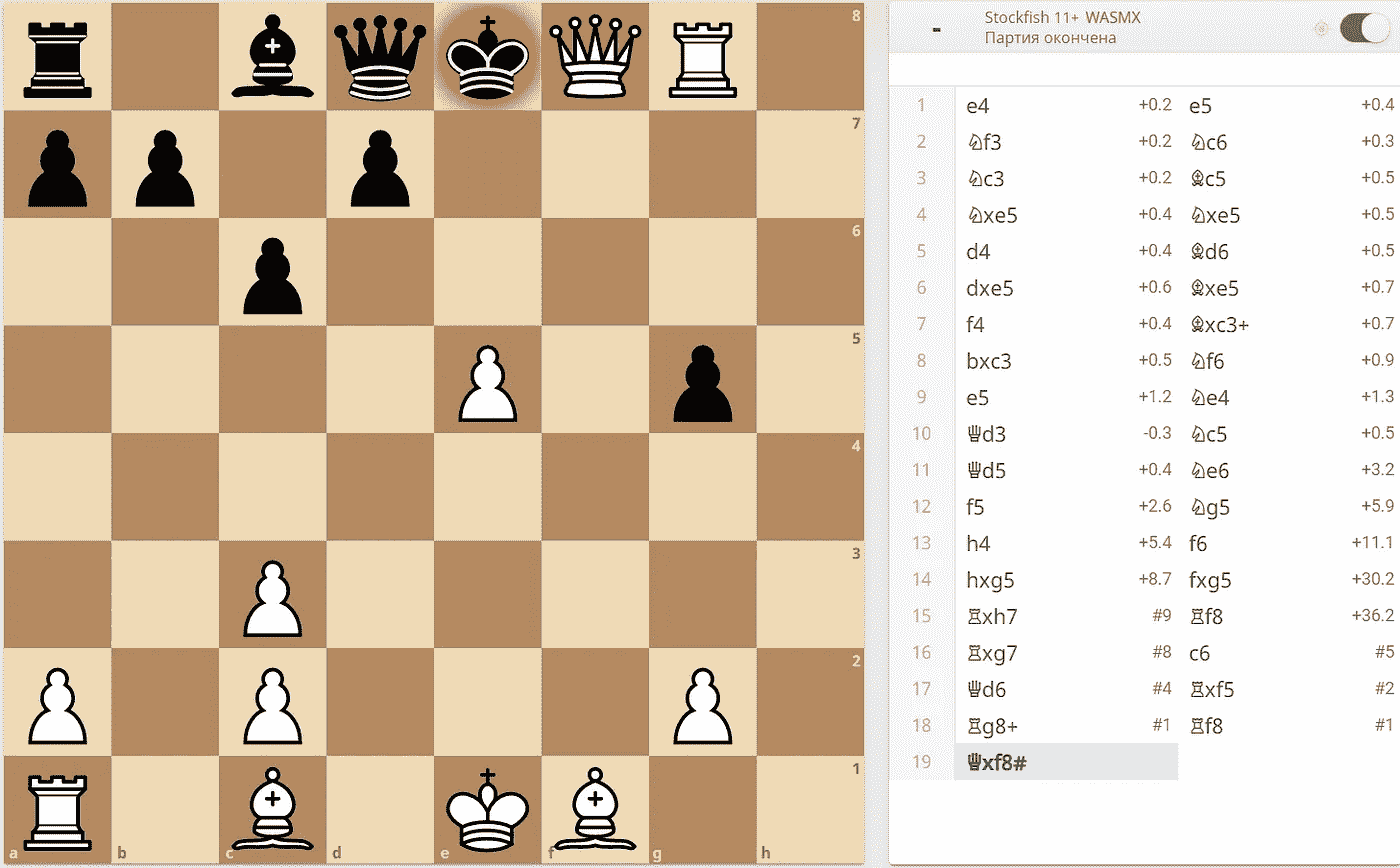 8
7
6
5
4
3
2
1
a b c d e f g h
-
Stockfish 11+ WASMX
Партия окончена
1 e4 +0.2 e5 +0.4
2 ♘f3 +0.2 ♘c6 +0.3
3 ♘c3 +0.2 ♗c5 +0.5
4 ♘xe5 +0.4 ♘xe5 +0.5
5 d4 +0.4 ♗d6 +0.5
6 dxe5 +0.6 ♗xe5 +0.7
7 f4 +0.4 ♗xc3+ +0.7
8 bxc3 +0.5 ♘f6 +0.9
9 e5 +1.2 ♘e4 +1.3
10 ♕d3 -0.3 ♘c5 +0.5
11 ♕d5 +0.4 ♘e6 +3.2
12 f5 +2.6 ♘g5 +5.9
13 h4 +5.4 f6 +11.1
14 hxg5 +8.7 fxg5 +30.2
15 ♖xh7 #9 ♖f8 +36.2
16 ♖xg7 #8 c6 #5
17 ♕d6 #4 ♖xf5 #2
18 ♖g8+ #1 ♖f8 #1
19 ♕xf8#